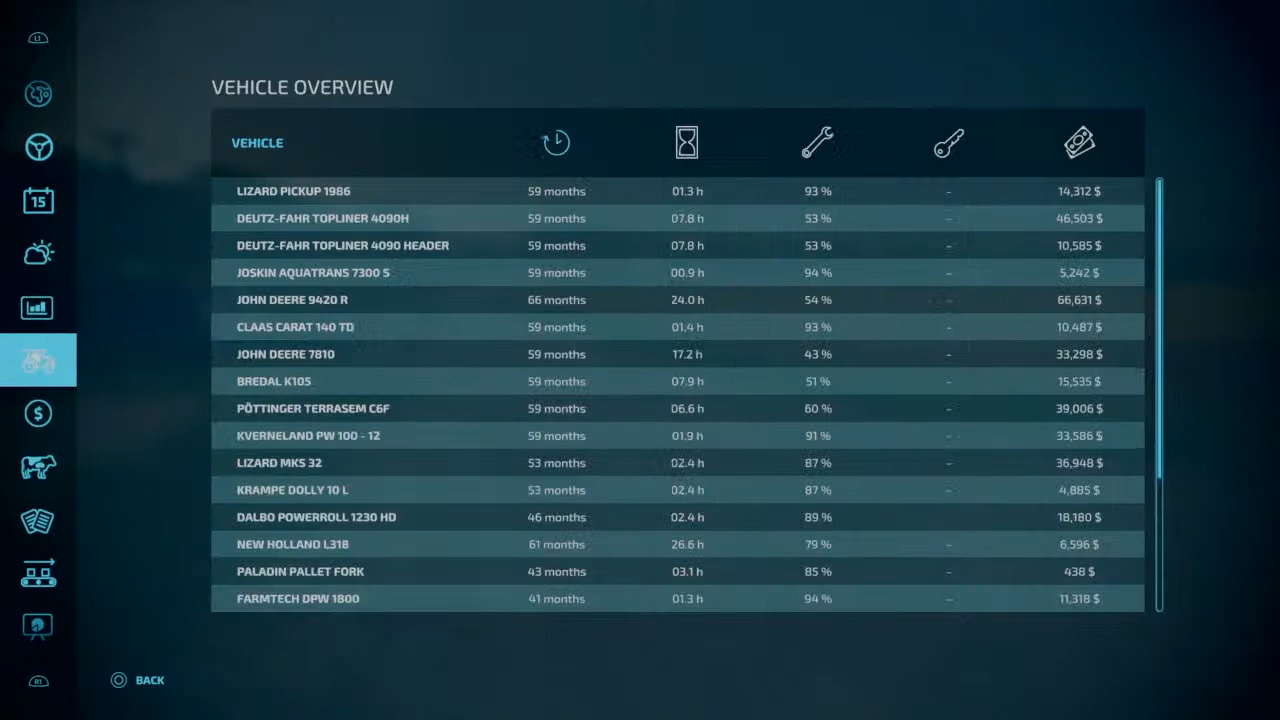 L1
VEHICLE OVERVIEW
VEHICLE
15
LIZARD PICKUP 1986 59 months 01.3 h 93 % - 14,312 $
DEUTZ-FAHR TOPLINER 4090H 59 months 07.8 h 53 % - 46,503 $
DEUTZ-FAHR TOPLINER 4090 HEADER 59 months 07.8 h 53 % - 10,585 $
JOSKIN AQUATRANS 7300 S 59 months 00.9 h 94 % - 5,242 $
JOHN DEERE 9420 R 66 months 24.0 h 54 % - 66,631 $
CLAAS CARAT 140 TD 59 months 01.4 h 93 % - 10,487 $
JOHN DEERE 7810 59 months 17.2 h 43 % - 33,298 $
BREDAL K105 59 months 07.9 h 51 % - 15,535 $
$
PÖTTINGER TERRASEM C6F 59 months 06.6 h 60 % - 39,006 $
KVERNELAND PW 100 - 12 59 months 01.9 h 91 % - 33,586 $
LIZARD MKS 32 53 months 02.4 h 87 % - 36,948 $
KRAMPE DOLLY 10 L 53 months 02.4 h 87 % - 4,885 $
DALBO POWERROLL 1230 HD 46 months 02.4 h 89 % - 18,180 $
NEW HOLLAND L318 61 months 26.6 h 79 % - 6,596 $
PALADIN PALLET FORK 43 months 03.1 h 85 % - 438 $
FARMTECH DPW 1800 41 months 01.3 h 94 % - 11,318 $
R1
BACK